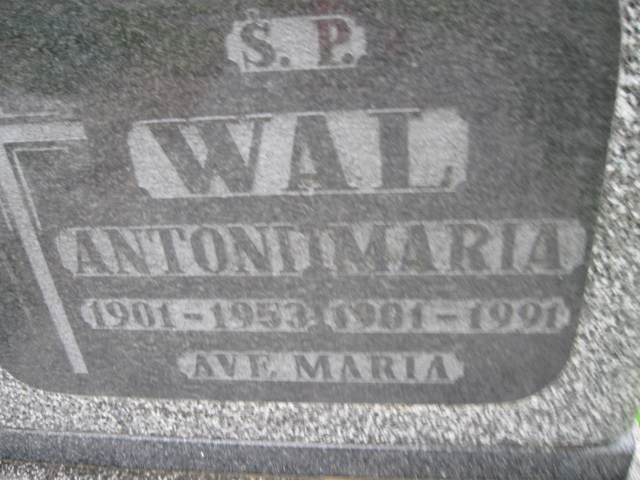 Ś. P.
WAL
ANTONI MARIA
1901-1953 1901-1991
AVE MARIA